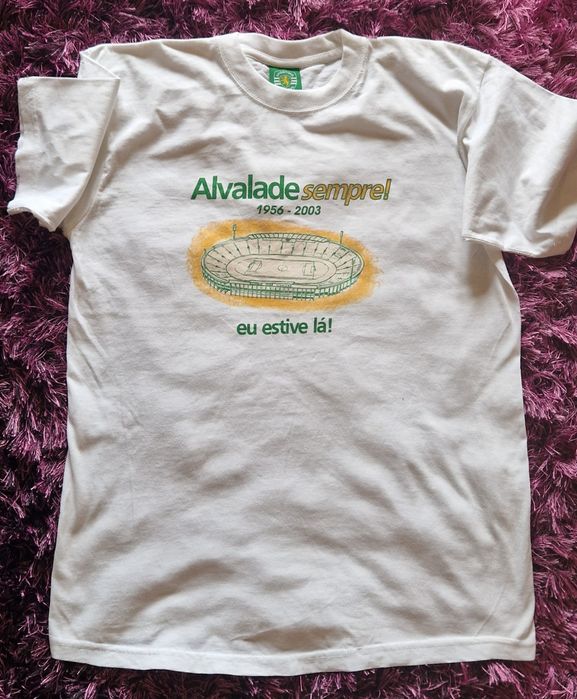 Alvalade sempre!
1956 - 2003
eu estive lá!